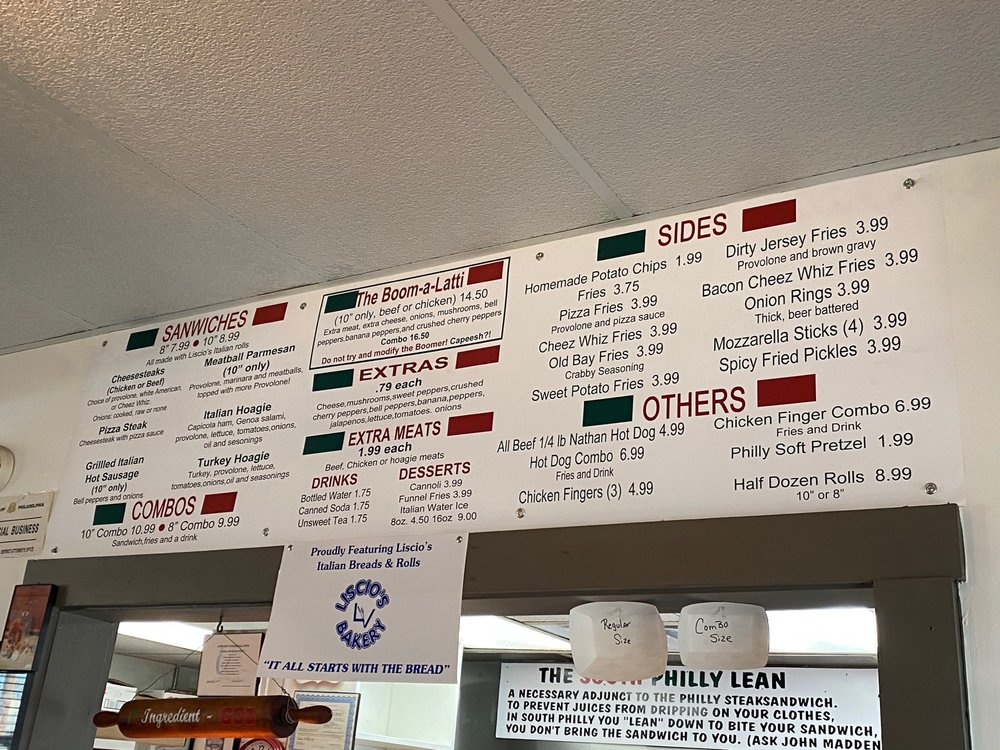 SANWICHES
8" 7.99 ● 10" 8.99
All made with Liscio's Italian rolls
Cheesesteaks
(Chicken or Beef)
Choice of provolone, white American,
or Cheez Whiz.
Onions: cooked, raw or none
Pizza Steak
Cheesesteak with pizza sauce
Grillled Italian
Hot Sausage
(10" only)
Bell peppers and onions
Meatball Parmesan
(10" only)
Provolone, marinara and meatballs,
topped with more Provolone!
Italian Hoagie
Capicola ham, Genoa salami,
provolone, lettuce, tomatoes,onions,
oil and sesonings
Turkey Hoagie
Turkey, provolone, lettuce,
tomatoes,onions,oil and seasonings
COMBOS
10" Combo 10.99 ● 8" Combo 9.99
Sandwich,fries and a drink
The Boom-a-Latti
(10" only, beef or chicken) 14.50
Extra meat, extra cheese, onions, mushrooms, bell
peppers,banana peppers,and crushed cherry peppers
Combo 16.50
Do not try and modify the Boomer! Capeesh?!
EXTRAS
.79 each
Cheese,mushrooms,sweet peppers,crushed
cherry peppers,bell peppers,banana,peppers,
jalapenos,lettuce,tomatoes. onions
EXTRA MEATS
1.99 each
Beef, Chicken or hoagie meats
DRINKS
Bottled Water 1.75
Canned Soda 1.75
Unsweet Tea 1.75
DESSERTS
Cannoli 3.99
Funnel Fries 3.99
Italian Water Ice
8oz. 4.50 16oz 9.00
SIDES
Homemade Potato Chips 1.99
Fries 3.75
Pizza Fries 3.99
Provolone and pizza sauce
Cheez Whiz Fries 3.99
Old Bay Fries 3.99
Crabby Seasoning
Sweet Potato Fries 3.99
Dirty Jersey Fries 3.99
Provolone and brown gravy
Bacon Cheez Whiz Fries 3.99
Onion Rings 3.99
Thick, beer battered
Mozzarella Sticks (4) 3.99
Spicy Fried Pickles 3.99
OTHERS
All Beef 1/4 lb Nathan Hot Dog 4.99
Hot Dog Combo 6.99
Fries and Drink
Chicken Fingers (3) 4.99
Chicken Finger Combo 6.99
Fries and Drink
Philly Soft Pretzel 1.99
Half Dozen Rolls 8.99
10" or 8"
PHILADELPHIA
BUSINESS
Proudly Featuring Liscio's
Italian Breads & Rolls
LISCIO'S
BAKERY
"IT ALL STARTS WITH THE BREAD"
Regular
Size
Combo
Size
Ingredient ~
THE SOUTH PHILLY LEAN
A NECESSARY ADJUNCT TO THE PHILLY STEAKSANDWICH.
TO PREVENT JUICES FROM DRIPPING ON YOUR CLOTHES,
IN SOUTH PHILLY YOU "LEAN" DOWN TO BITE YOUR SANDWICH,
YOU DON'T BRING THE SANDWICH TO YOU. (ASK JOHN MADDEN